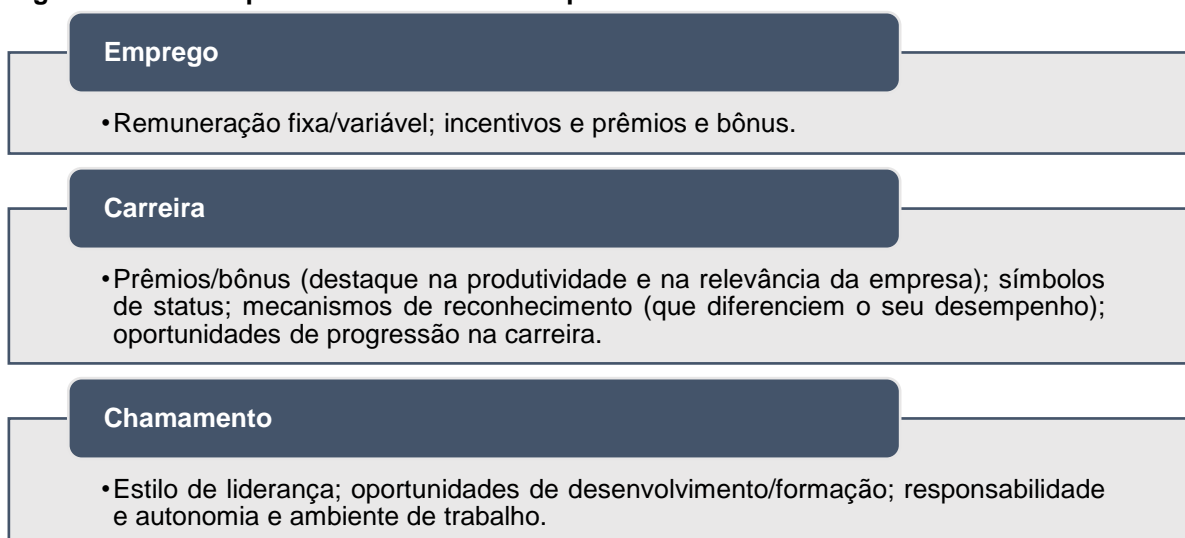 Emprego
•Remuneração fixa/variável; incentivos e prêmios e bônus.
Carreira
•Prêmios/bônus (destaque na produtividade e na relevância da empresa); símbolos
de status; mecanismos de reconhecimento (que diferenciem o seu desempenho);
oportunidades de progressão na carreira.
Chamamento
•Estilo de liderança; oportunidades de desenvolvimento/formação; responsabilidade
e autonomia e ambiente de trabalho.